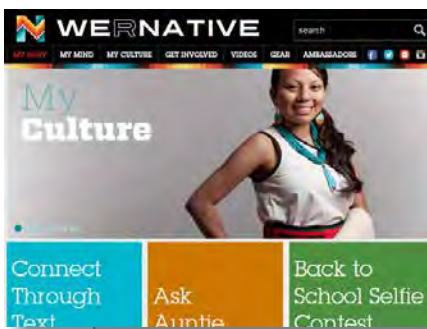 WERNATIVE
search
MY BODY MY MIND MY CULTURE GET INVOLVED VIDEOS GEAR AMBASSADORS
My
Culture
Connect
Through
Text
Ask
Auntie
Back to
School Selfie
Contest